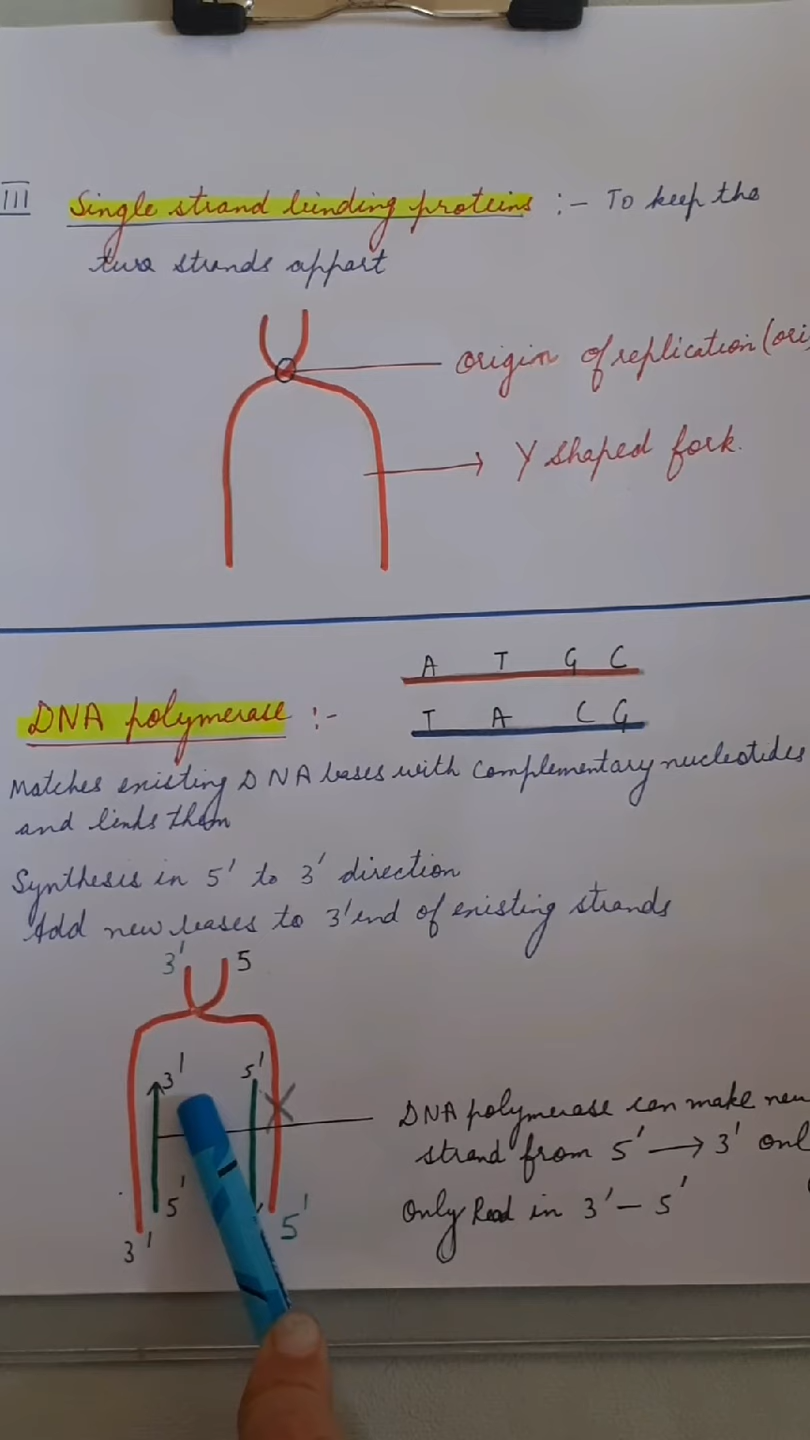 III Single strand binding proteins :- To keep the
two strands appart
origin of replication (ori
Y shaped fork.
A T G C
DNA polymerase :-
T A C G
Matches existing DNA bases with complementary nucleotides
and links them
Synthesis in 5' to 3' direction
Add new bases to 3' end of existing strands
3' 5
3' 5'
DNA polymerase can make new
strand from 5' → 3' onl
5'
Only Read in 3' – 5'
5'
3'